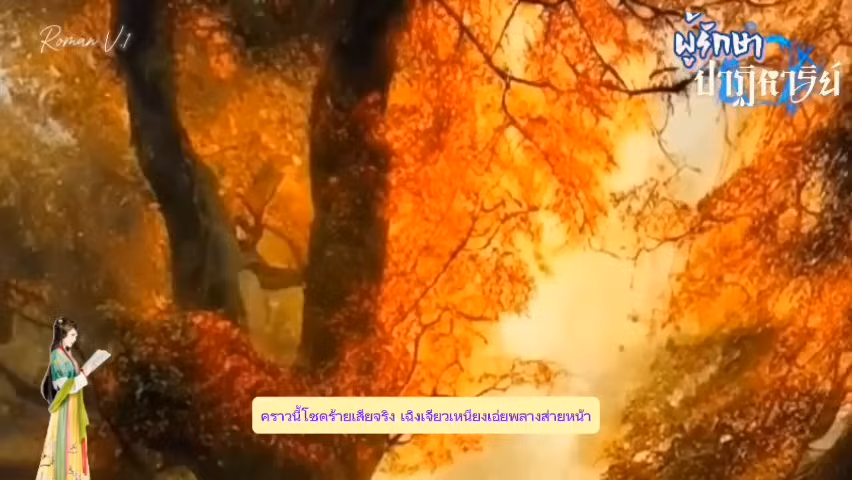 Roman V.1
ผู้รักษา
ปาฏิหาริย์
คราวนี้โชคร้ายเสียจริง เฉิงเจียวเหนียงเอ่ยพลางส่ายหน้า